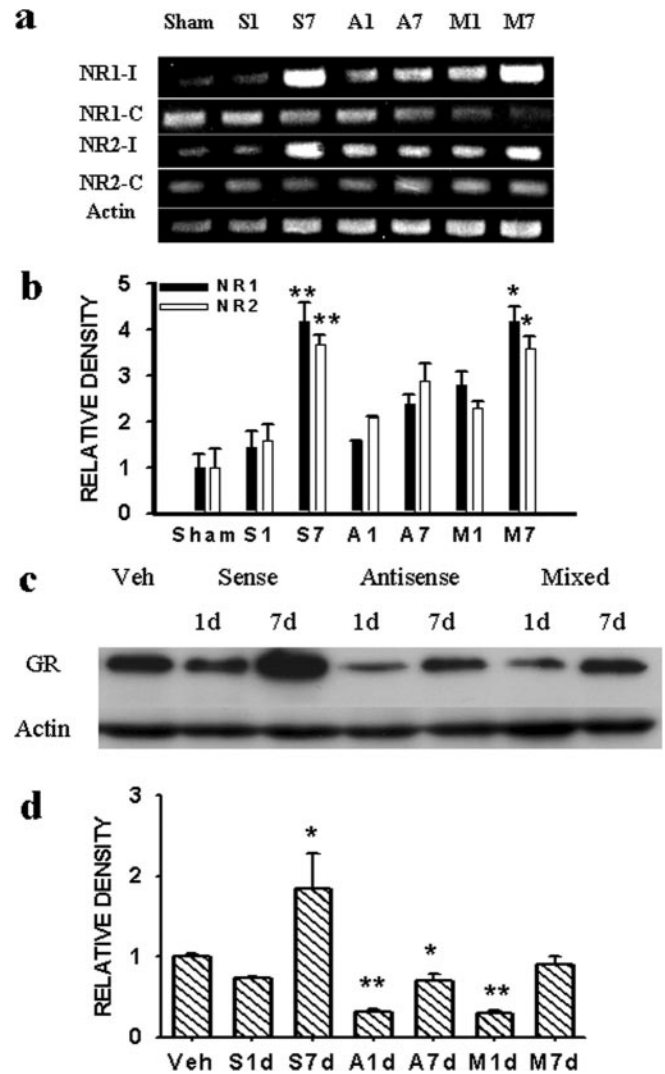 a
Sham S1 S7 A1 A7 M1 M7
NR1-I
NR1-C
NR2-I
NR2-C
Actin
b
NR1
NR2
RELATIVE DENSITY
5
4
3
2
1
0
** ** * *
Sham S1 S7 A1 A7 M1 M7
c
Veh Sense Antisense Mixed
1d 7d 1d 7d 1d 7d
GR
Actin
d
RELATIVE DENSITY
3
2
1
0
* ** * **
Veh S1d S7d A1d A7d M1d M7d